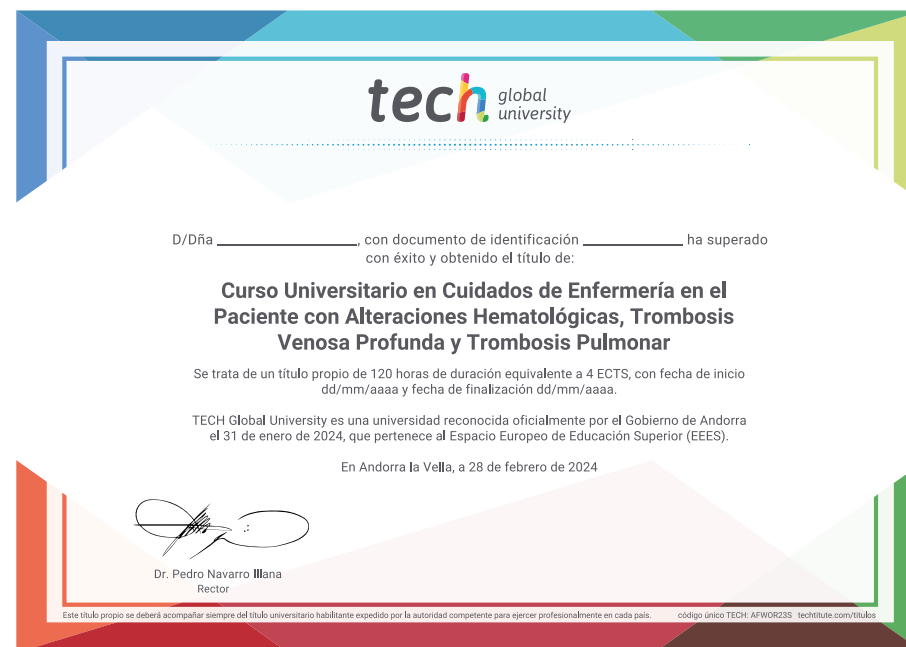 tech global university
D/Dña ____________________, con documento de identificación ______________ ha superado
con éxito y obtenido el título de:
Curso Universitario en Cuidados de Enfermería en el
Paciente con Alteraciones Hematológicas, Trombosis
Venosa Profunda y Trombosis Pulmonar
Se trata de un título propio de 120 horas de duración equivalente a 4 ECTS, con fecha de inicio
dd/mm/aaaa y fecha de finalización dd/mm/aaaa.
TECH Global University es una universidad reconocida oficialmente por el Gobierno de Andorra
el 31 de enero de 2024, que pertenece al Espacio Europeo de Educación Superior (EEES).
En Andorra la Vella, a 28 de febrero de 2024
Dr. Pedro Navarro Illana
Rector
Este título propio se deberá acompañar siempre del título universitario habilitante expedido por la autoridad competente para ejercer profesionalmente en cada país. código único TECH: AFWOR23S techtitute.com/titulos